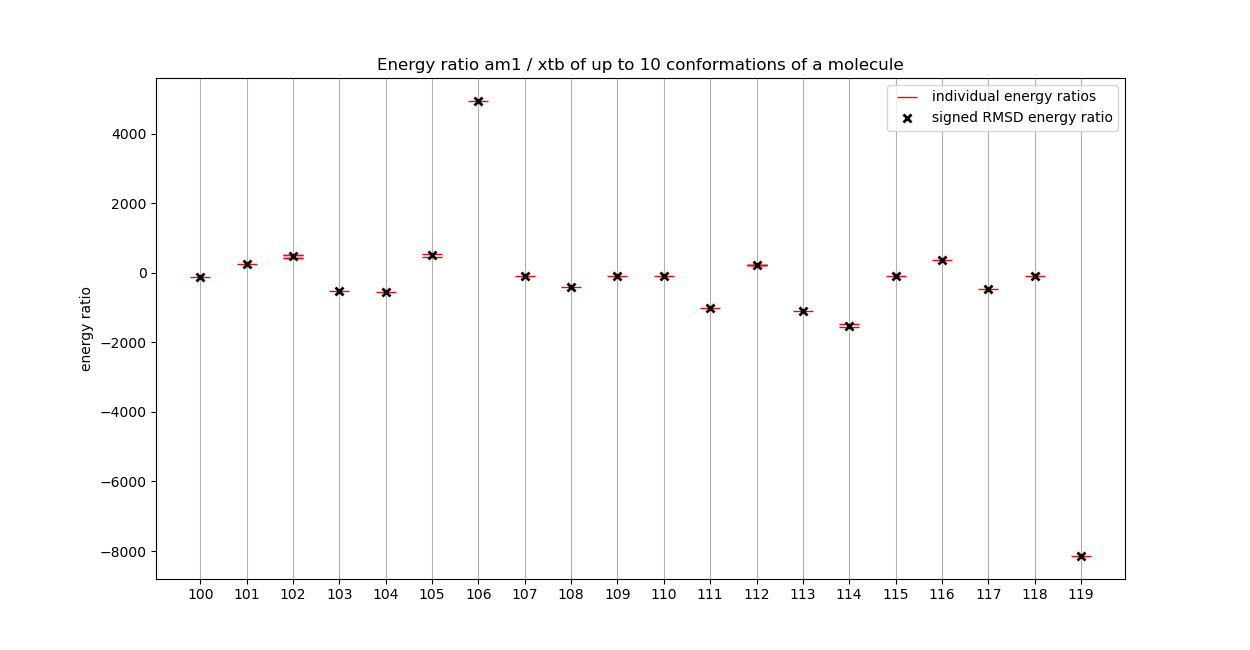 Energy ratio am1 / xtb of up to 10 conformations of a molecule
individual energy ratios
signed RMSD energy ratio
energy ratio
4000
2000
0
−2000
−4000
−6000
−8000
100 101 102 103 104 105 106 107 108 109 110 111 112 113 114 115 116 117 118 119